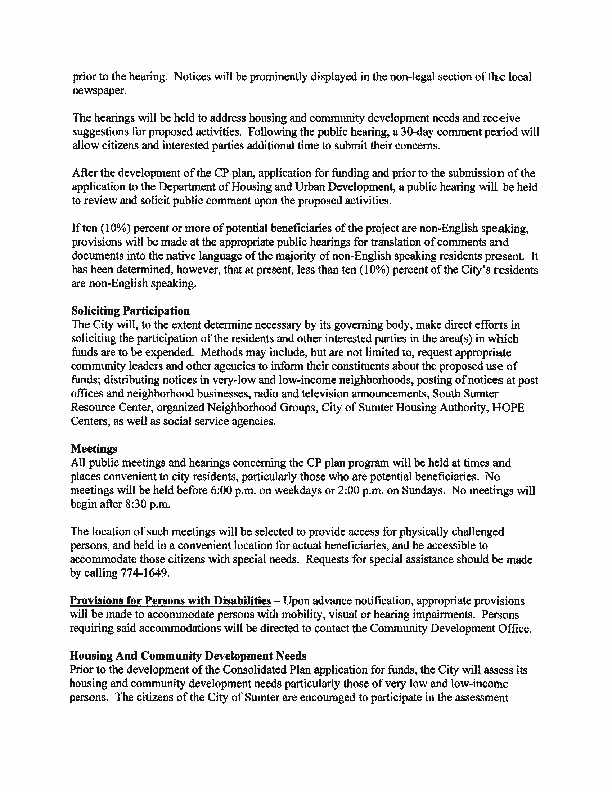 prior to the hearing. Notices will be prominently displayed in the non-legal section of the local
newspaper.
The hearings will be held to address housing and community development needs and receive
suggestions for proposed activities. Following the public hearing, a 30-day comment period will
allow citizens and interested parties additional time to submit their concerns.
After the development of the CP plan, application for funding and prior to the submission of the
application to the Department of Housing and Urban Development, a public hearing will be held
to review and solicit public comment upon the proposed activities.
If ten (10%) percent or more of potential beneficiaries of the project are non-English speaking,
provisions will be made at the appropriate public hearings for translation of comments and
documents into the native language of the majority of non-English speaking residents present. It
has been determined, however, that at present, less than ten (10%) percent of the City's residents
are non-English speaking.
Soliciting Participation
The City will, to the extent determine necessary by its governing body, make direct efforts in
soliciting the participation of the residents and other interested parties in the area(s) in which
funds are to be expended. Methods may include, but are not limited to, request appropriate
community leaders and other agencies to inform their constituents about the proposed use of
funds; distributing notices in very-low and low-income neighborhoods, posting of notices at post
offices and neighborhood businesses, radio and television announcements, South Sumter
Resource Center, organized Neighborhood Groups, City of Sumter Housing Authority, HOPE
Centers, as well as social service agencies.
Meetings
All public meetings and hearings concerning the CP plan program will be held at times and
places convenient to city residents, particularly those who are potential beneficiaries. No
meetings will be held before 6:00 p.m. on weekdays or 2:00 p.m. on Sundays. No meetings will
begin after 8:30 p.m.
The location of such meetings will be selected to provide access for physically challenged
persons, and held in a convenient location for actual beneficiaries, and be accessible to
accommodate those citizens with special needs. Requests for special assistance should be made
by calling 774-1649.
Provisions for Persons with Disabilities – Upon advance notification, appropriate provisions
will be made to accommodate persons with mobility, visual or hearing impairments. Persons
requiring said accommodations will be directed to contact the Community Development Office.
Housing And Community Development Needs
Prior to the development of the Consolidated Plan application for funds, the City will assess its
housing and community development needs particularly those of very low and low-income
persons. The citizens of the City of Sumter are encouraged to participate in the assessment